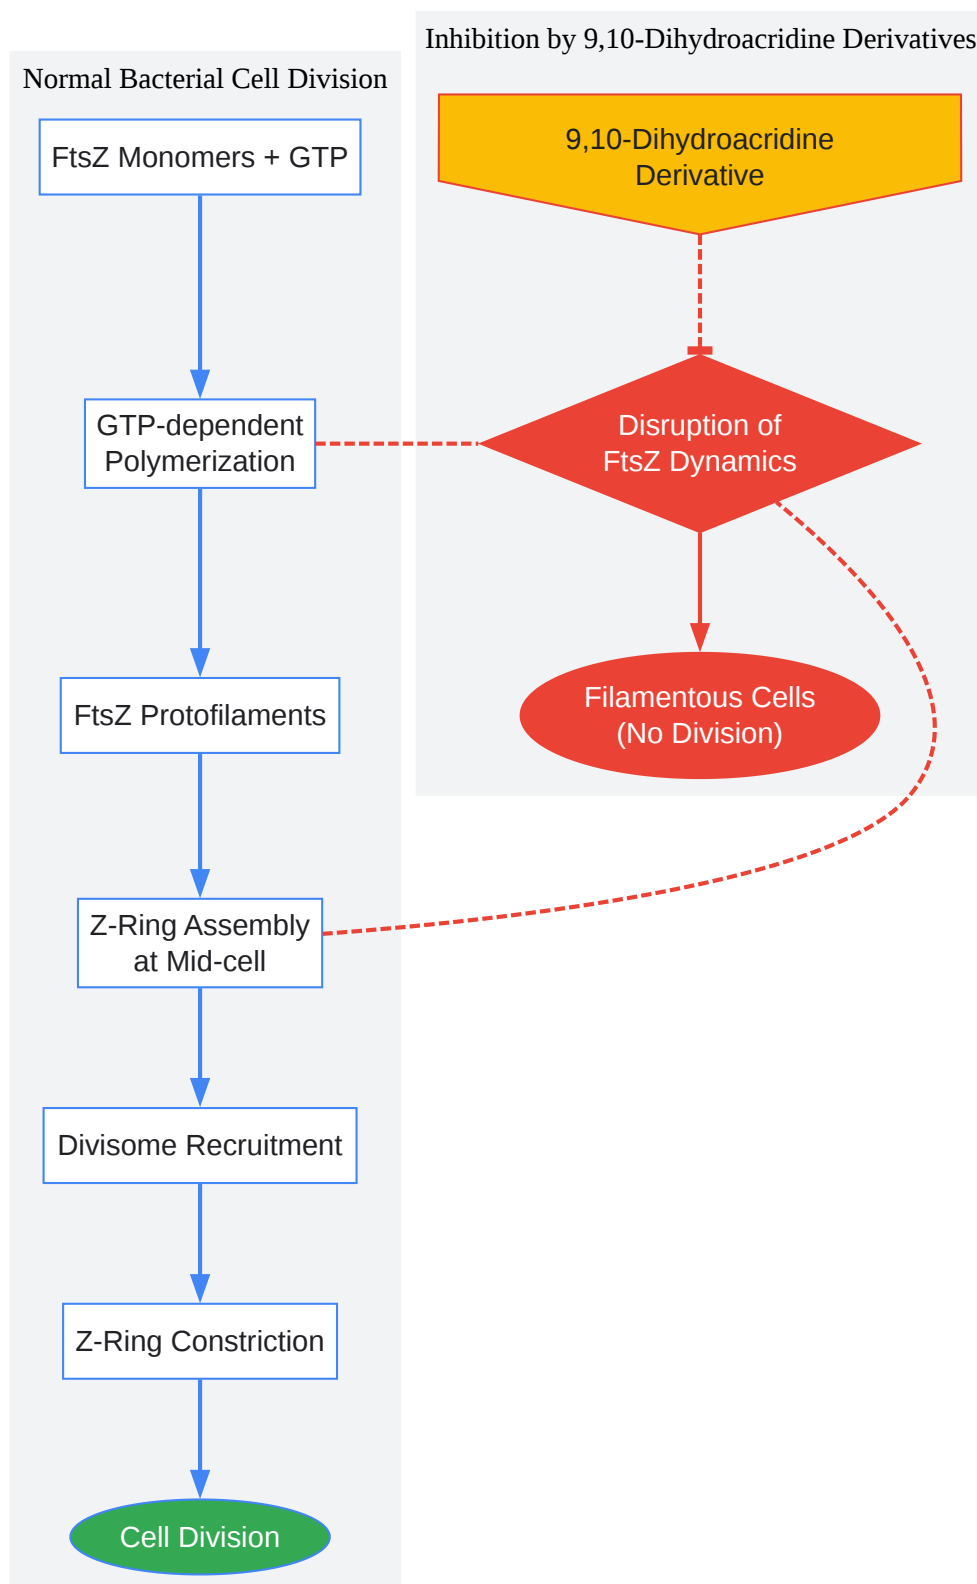 Normal Bacterial Cell Division
FtsZ Monomers + GTP
GTP-dependent
Polymerization
FtsZ Protofilaments
Z-Ring Assembly
at Mid-cell
Divisome Recruitment
Z-Ring Constriction
Cell Division
Inhibition by 9,10-Dihydroacridine Derivatives
9,10-Dihydroacridine
Derivative
Disruption of
FtsZ Dynamics
Filamentous Cells
(No Division)